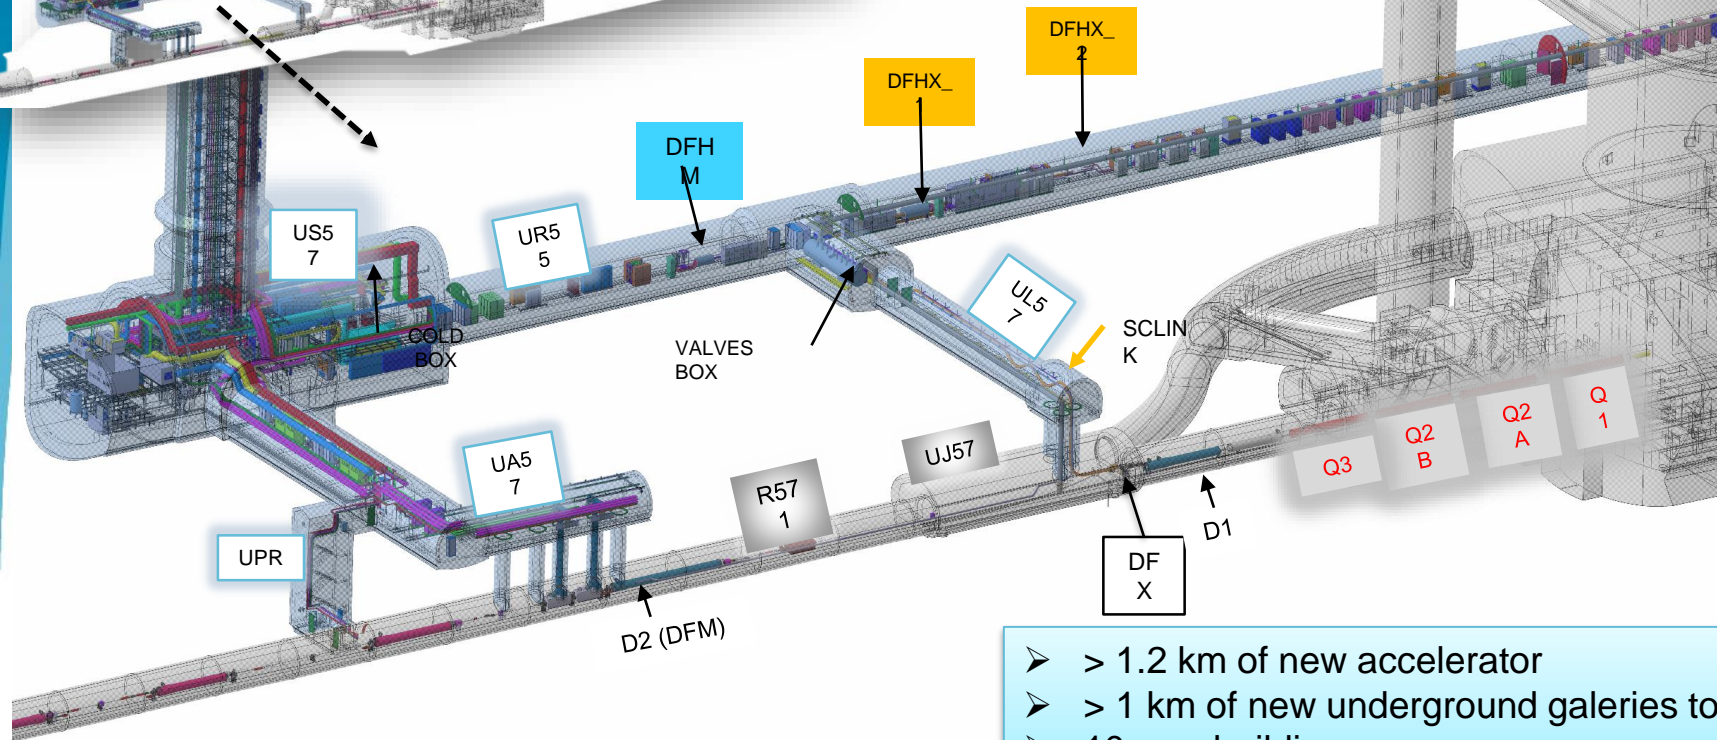 DFHX_
2
DFHX_
1
DFH
M
US5
7
UR5
5
UL5
7
SCLIN
K
COLD
BOX
VALVES
BOX
UA5
7
R57
1
UJ57
Q3
Q2
B
Q2
A
Q
1
D1
DF
X
UPR
D2 (DFM)
➢ > 1.2 km of new accelerator
➢ > 1 km of new underground galeries to